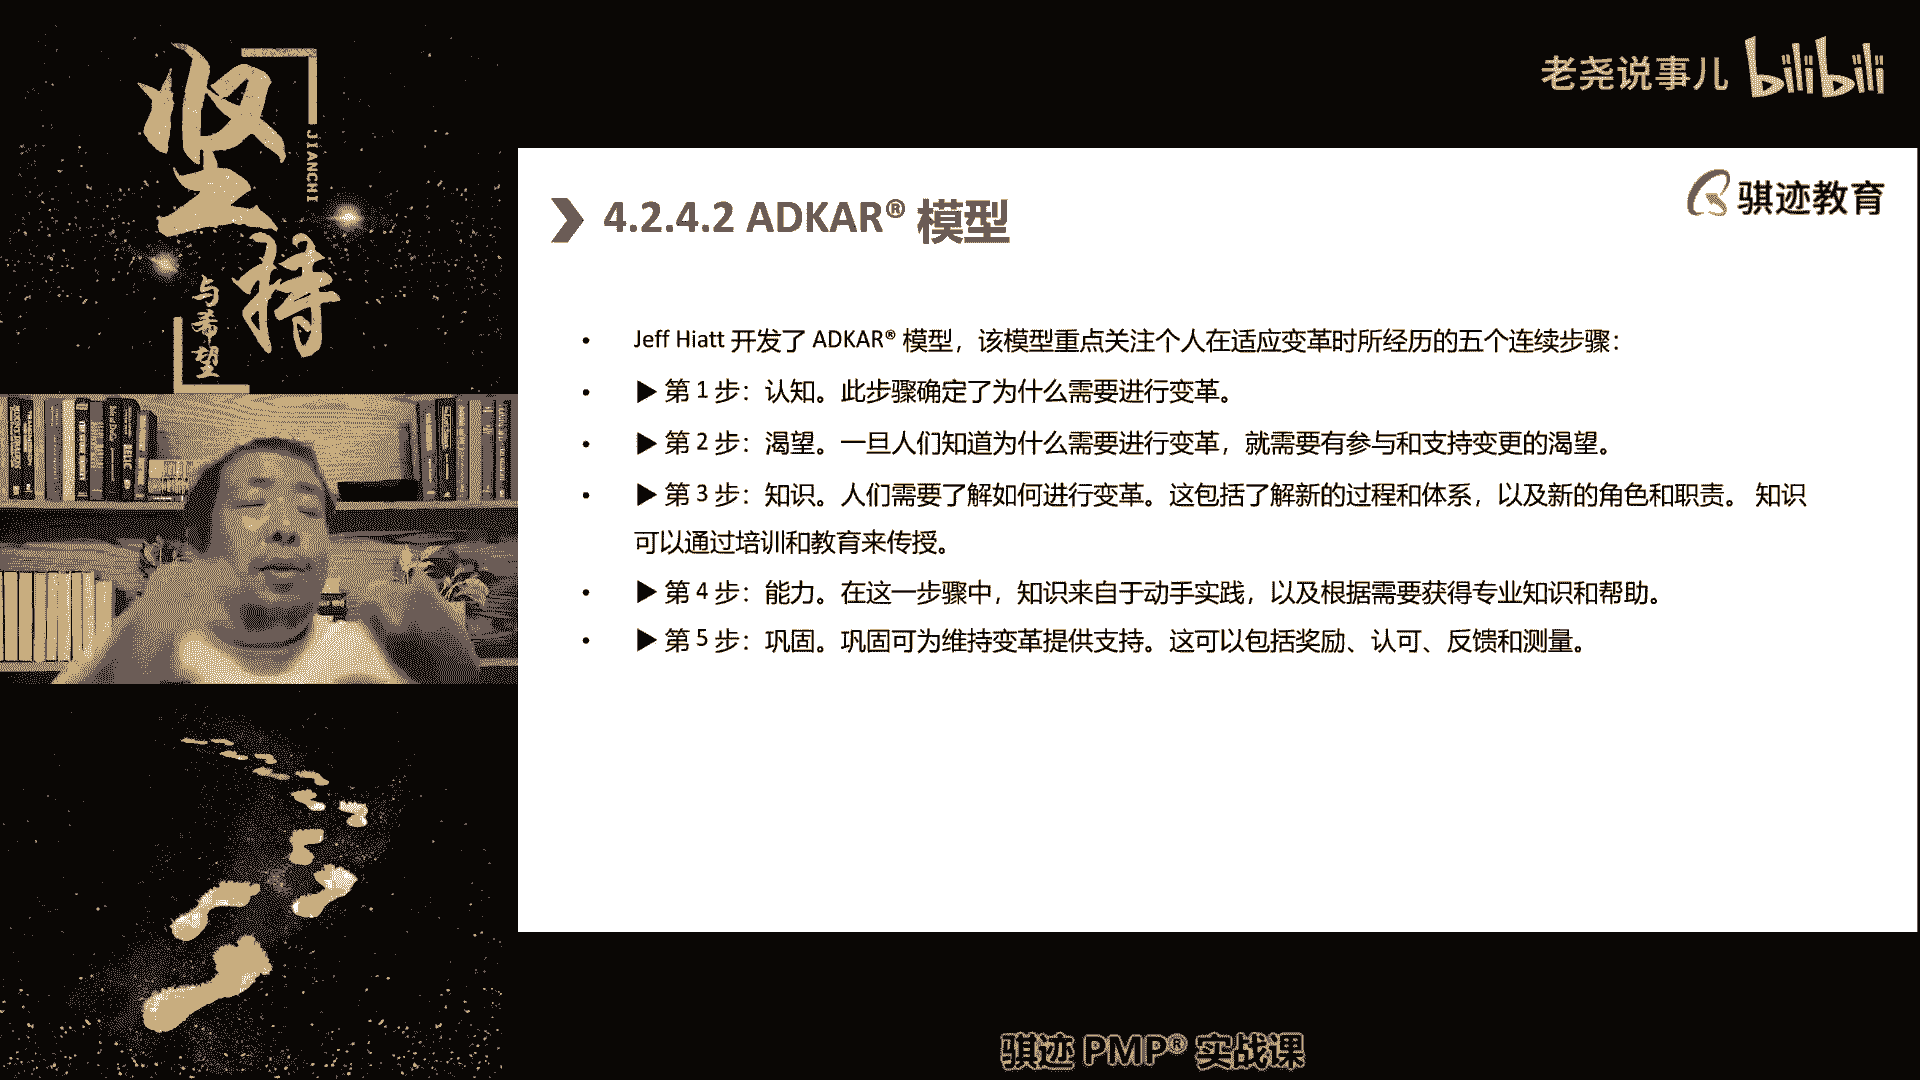 坚持
JIANCHI
与希望
老尧说事儿 bilibili
骐迹教育
4.2.4.2 ADKAR® 模型
• Jeff Hiatt 开发了 ADKAR® 模型，该模型重点关注个人在适应变革时所经历的五个连续步骤：
• ▶ 第 1 步：认知。此步骤确定了为什么需要进行变革。
• ▶ 第 2 步：渴望。一旦人们知道为什么需要进行变革，就需要有参与和支持变更的渴望。
• ▶ 第 3 步：知识。人们需要了解如何进行变革。这包括了解新的过程和体系，以及新的角色和职责。 知识
可以通过培训和教育来传授。
• ▶ 第 4 步：能力。在这一步骤中，知识来自于动手实践，以及根据需要获得专业知识和帮助。
• ▶ 第 5 步：巩固。巩固可为维持变革提供支持。这可以包括奖励、认可、反馈和测量。
骐迹 PMP® 实战课